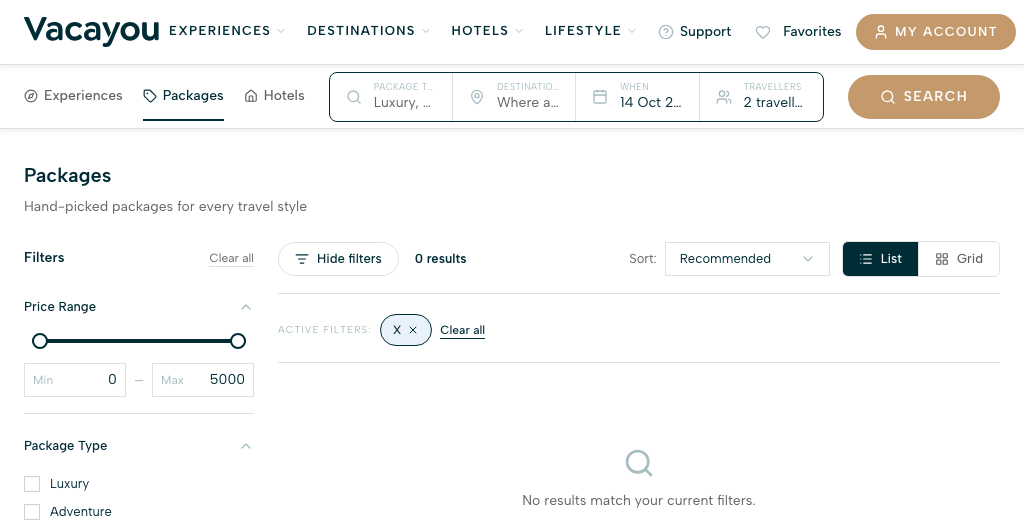 Vacayou EXPERIENCES DESTINATIONS HOTELS LIFESTYLE Support Favorites MY ACCOUNT
Experiences Packages Hotels
PACKAGE T... DESTINATIO... WHEN TRAVELLERS
Luxury, ... Where a... 14 Oct 2... 2 travell...
SEARCH
Packages
Hand-picked packages for every travel style
Filters Clear all
Hide filters 0 results Sort: Recommended List Grid
Price Range
ACTIVE FILTERS: X Clear all
Min 0 – Max 5000
Package Type
Luxury
Adventure
No results match your current filters.